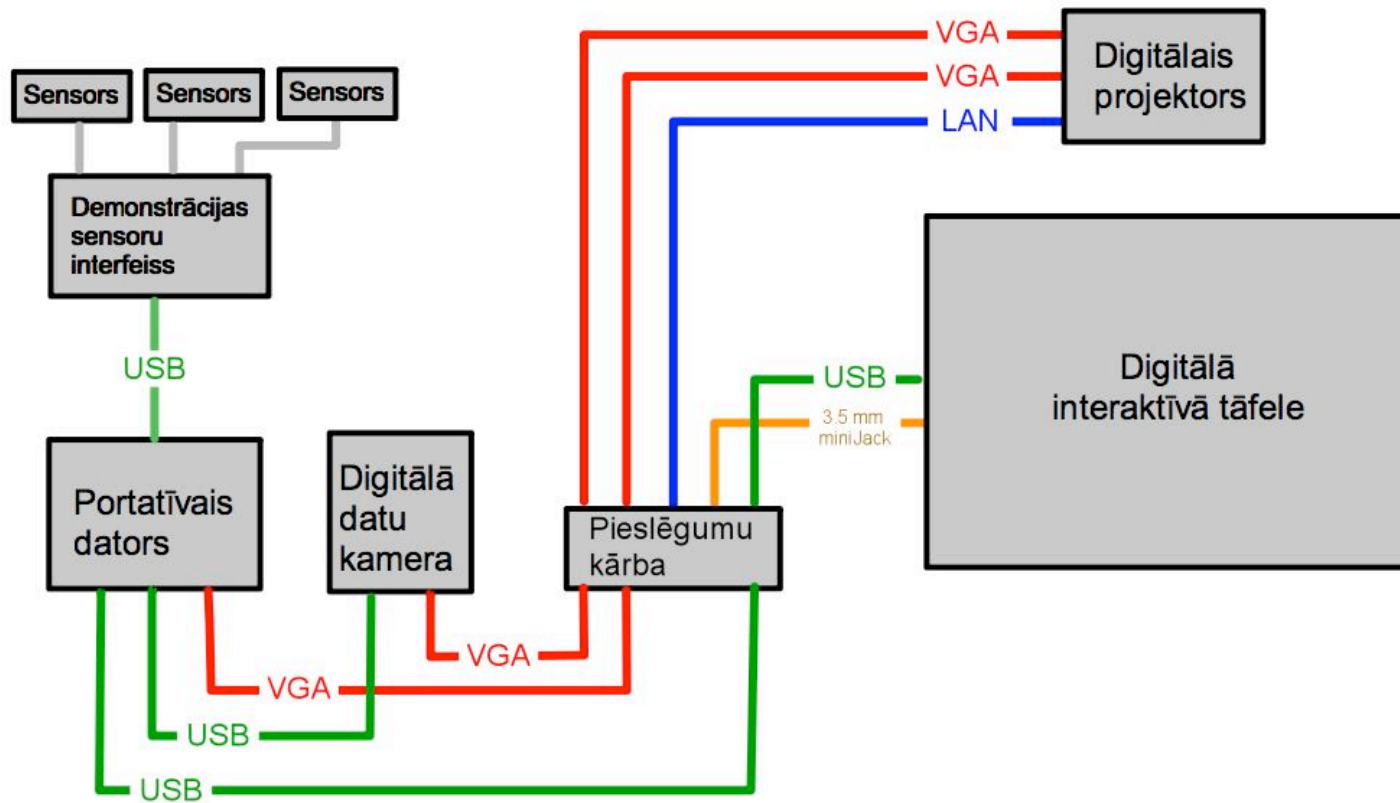 VGA
Digitālais
projektors
VGA
LAN
Sensors
Sensors
Sensors
Demonstrācijas
sensoru
interfeiss
USB
USB
3.5 mm
miniJack
Digitālā
interaktīvā tāfele
Portatīvais
dators
Digitālā
datu
kamera
Pieslēgumu
kārba
VGA
VGA
USB
USB